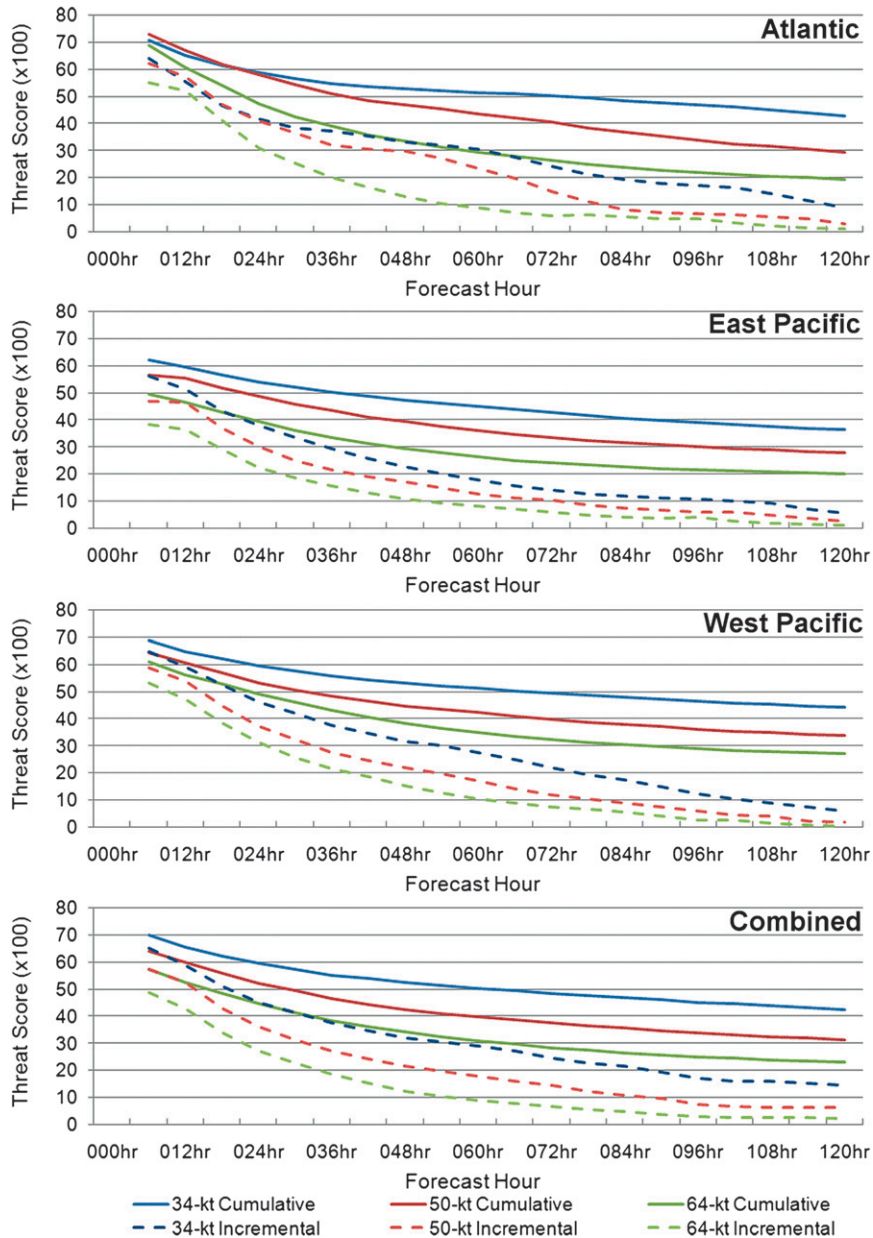 Atlantic
Threat Score (x100)
80
70
60
50
40
30
20
10
0
000hr 012hr 024hr 036hr 048hr 060hr 072hr 084hr 096hr 108hr 120hr
Forecast Hour
East Pacific
Threat Score (x100)
80
70
60
50
40
30
20
10
0
000hr 012hr 024hr 036hr 048hr 060hr 072hr 084hr 096hr 108hr 120hr
Forecast Hour
West Pacific
Threat Score (x100)
80
70
60
50
40
30
20
10
0
000hr 012hr 024hr 036hr 048hr 060hr 072hr 084hr 096hr 108hr 120hr
Forecast Hour
Combined
Threat Score (x100)
80
70
60
50
40
30
20
10
0
000hr 012hr 024hr 036hr 048hr 060hr 072hr 084hr 096hr 108hr 120hr
Forecast Hour
34-kt Cumulative 50-kt Cumulative 64-kt Cumulative
34-kt Incremental 50-kt Incremental 64-kt Incremental